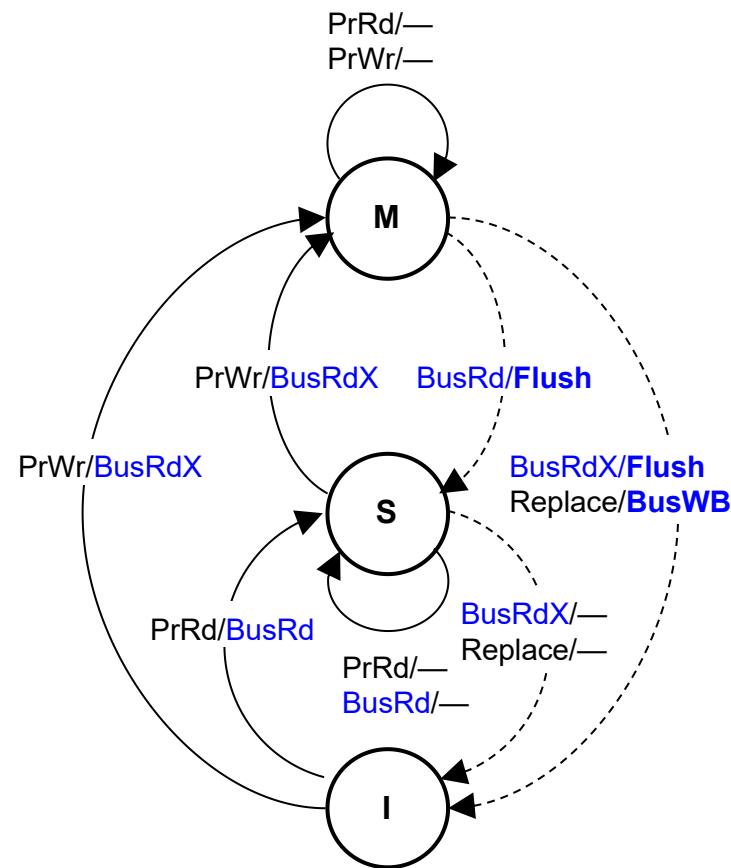 PrRd/—
PrWr/—
M
PrWr/BusRdX
BusRd/Flush
PrWr/BusRdX
BusRdX/Flush
Replace/BusWB
S
PrRd/BusRd
BusRdX/—
Replace/—
PrRd/—
BusRd/—
I